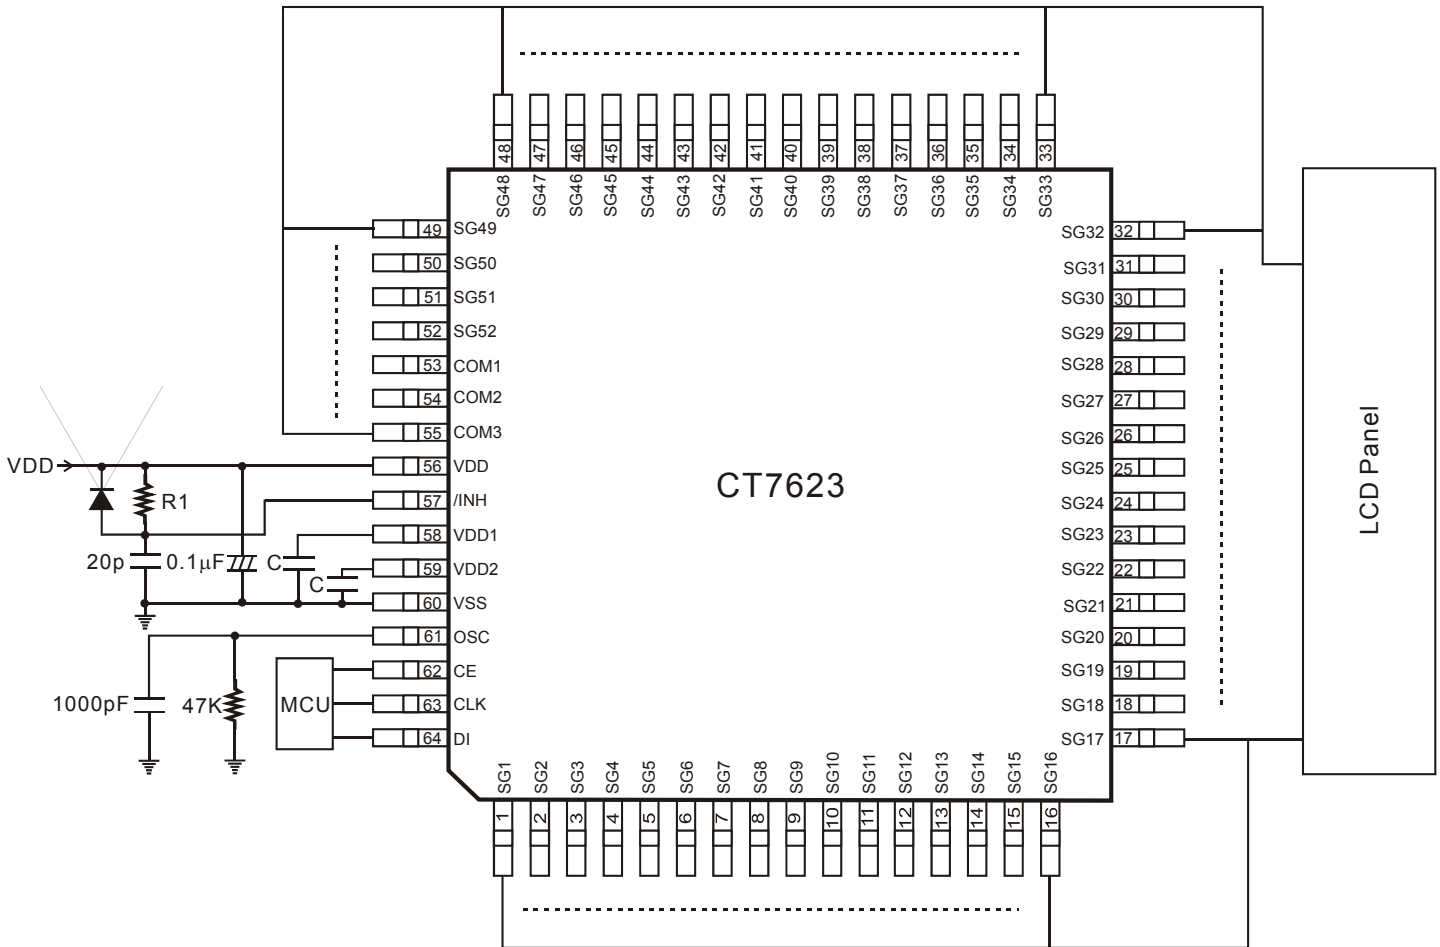 48 47 46 45 44 43 42 41 40 39 38 37 36 35 34 33
SG48 SG47 SG46 SG45 SG44 SG43 SG42 SG41 SG40 SG39 SG38 SG37 SG36 SG35 SG34 SG33
49 SG49
50 SG50
51 SG51
52 SG52
53 COM1
54 COM2
55 COM3
VDD
56 VDD
R1
57 /INH
58 VDD1
20p
0.1µF
C
C
59 VDD2
60 VSS
61 OSC
62 CE
1000pF
47K
MCU
63 CLK
64 DI
CT7623
SG32 32
SG31 31
SG30 30
SG29 29
SG28 28
SG27 27
SG26 26
SG25 25
SG24 24
SG23 23
SG22 22
SG21 21
SG20 20
SG19 19
SG18 18
SG17 17
LCD Panel
SG1 SG2 SG3 SG4 SG5 SG6 SG7 SG8 SG9 SG10 SG11 SG12 SG13 SG14 SG15 SG16
1 2 3 4 5 6 7 8 9 10 11 12 13 14 15 16